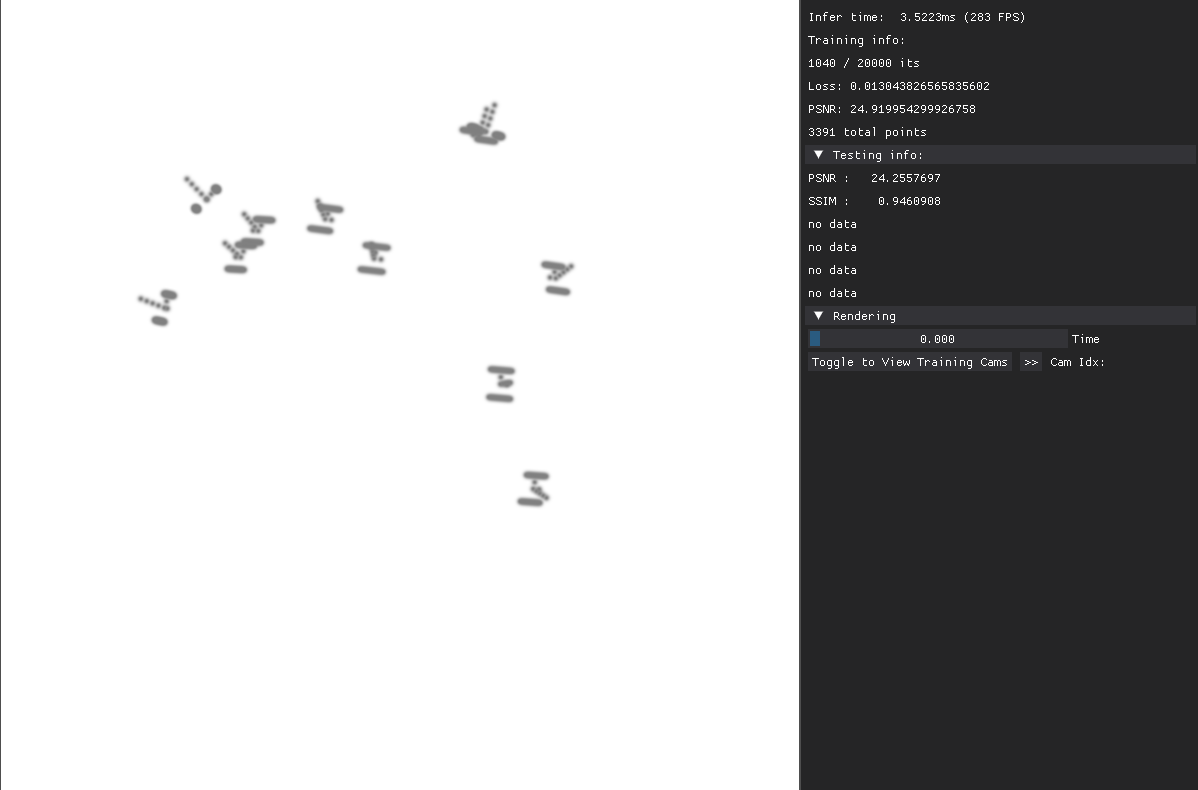 Infer time:  3.5223ms (283 FPS)
Training info:
1040 / 20000 its
Loss: 0.013043826565835602
PSNR: 24.919954299926758
3391 total points
▼ Testing info:
PSNR :   24.2557697
SSIM :    0.9460908
no data
no data
no data
no data
▼ Rendering
0.000 Time
Toggle to View Training Cams >> Cam Idx: